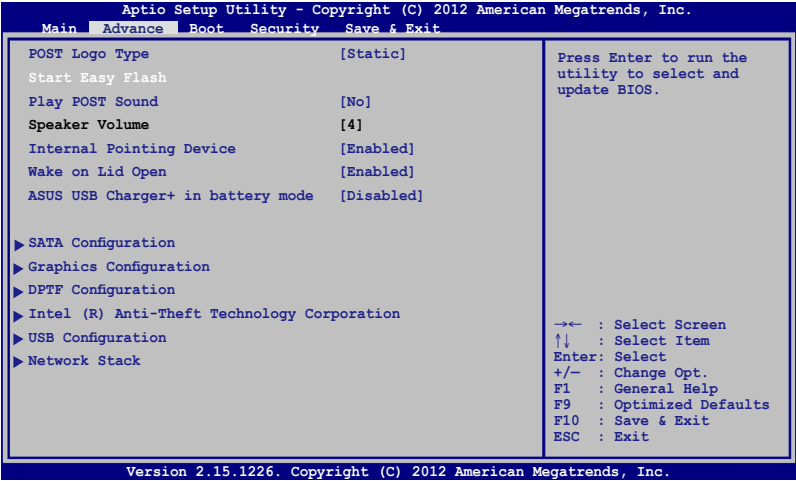 Aptio Setup Utility - Copyright (C) 2012 American Megatrends, Inc.
Main Advance Boot Security Save & Exit
POST Logo Type [Static]
Start Easy Flash
Play POST Sound [No]
Speaker Volume [4]
Internal Pointing Device [Enabled]
Wake on Lid Open [Enabled]
ASUS USB Charger+ in battery mode [Disabled]
SATA Configuration
Graphics Configuration
DPTF Configuration
Intel (R) Anti-Theft Technology Corporation
USB Configuration
Network Stack
Press Enter to run the
utility to select and
update BIOS.
→← : Select Screen
↑↓ : Select Item
Enter: Select
+/— : Change Opt.
F1 : General Help
F9 : Optimized Defaults
F10 : Save & Exit
ESC : Exit
Version 2.15.1226. Copyright (C) 2012 American Megatrends, Inc.